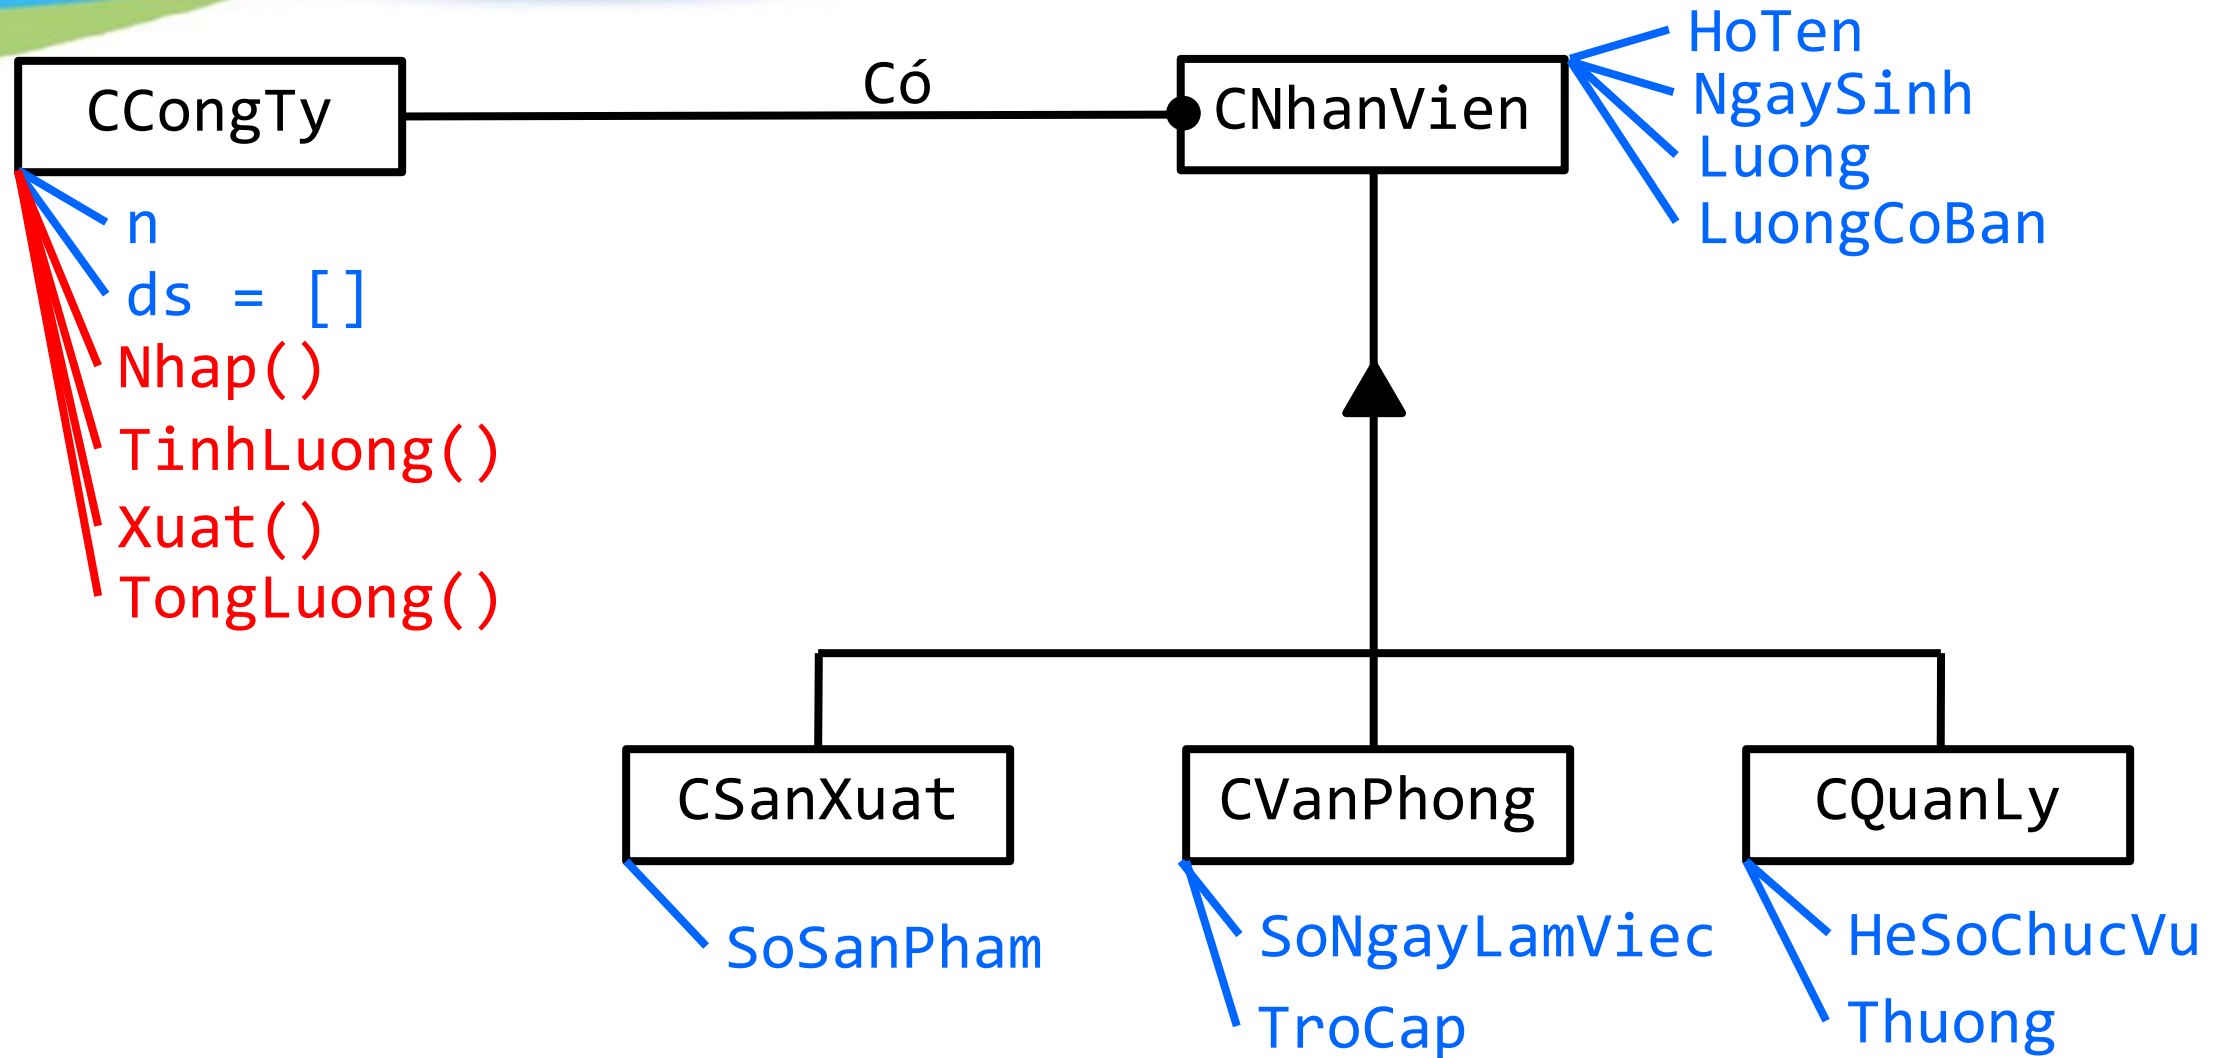 CCongTy
n
ds = []
Nhap()
TinhLuong()
Xuat()
TongLuong()
Có
CNhanVien
HoTen
NgaySinh
Luong
LuongCoBan
CSanXuat
SoSanPham
CVanPhong
SoNgayLamViec
TroCap
CQuanLy
HeSoChucVu
Thuong